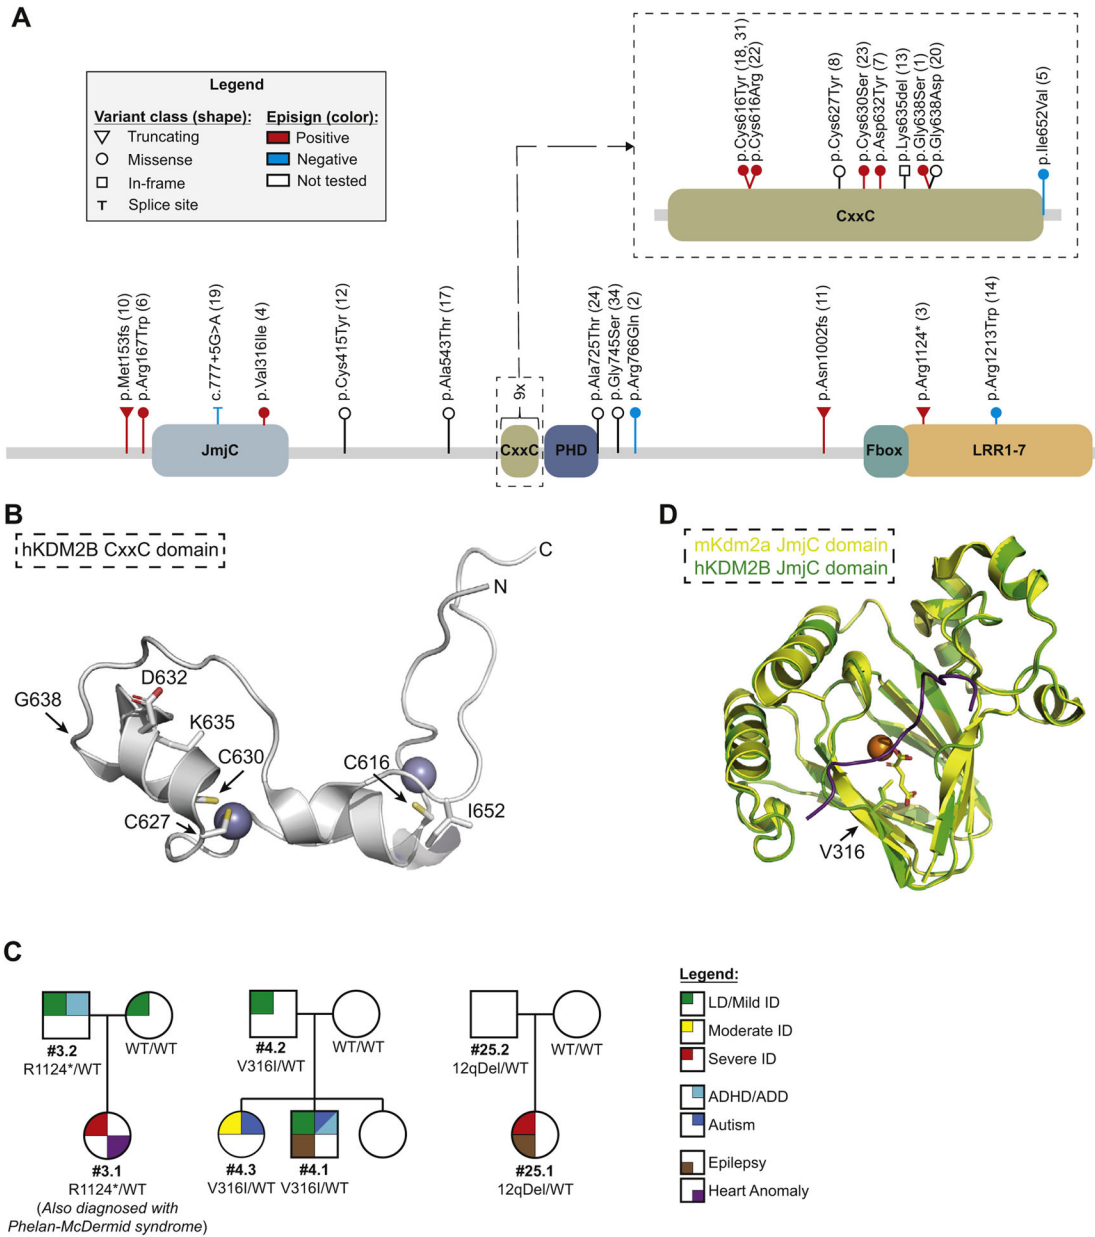 A
Legend
Variant class (shape):
Truncating
Missense
In-frame
Splice site
Episign (color):
Positive
Negative
Not tested
p.Cys616Tyr (18, 31)
p.Cys616Arg (22)
p.Cys627Tyr (8)
p.Cys630Ser (23)
p.Asp632Tyr (7)
p.Lys635del (13)
p.Gly638Ser (1)
p.Gly638Asp (20)
p.Ile652Val (5)
CxxC
p.Met153fs (10)
p.Arg167Trp (6)
c.777+5G>A (19)
p.Val316Ile (4)
p.Cys415Tyr (12)
p.Ala543Thr (17)
9x
p.Ala725Thr (24)
p.Gly745Ser (34)
p.Arg766Gln (2)
p.Asn1002fs (11)
p.Arg1124* (3)
p.Arg1213Trp (14)
JmjC
CxxC
PHD
Fbox
LRR1-7
B
hKDM2B CxxC domain
C
N
D632
G638
K635
C630
C616
C627
I652
D
mKdm2a JmjC domain
hKDM2B JmjC domain
V316
C
#3.2
R1124*/WT
WT/WT
#3.1
R1124*/WT
(Also diagnosed with
Phelan-McDermid syndrome)
#4.2
V316I/WT
WT/WT
#4.3
V316I/WT
#4.1
V316I/WT
#25.2
12qDel/WT
WT/WT
#25.1
12qDel/WT
Legend:
LD/Mild ID
Moderate ID
Severe ID
ADHD/ADD
Autism
Epilepsy
Heart Anomaly